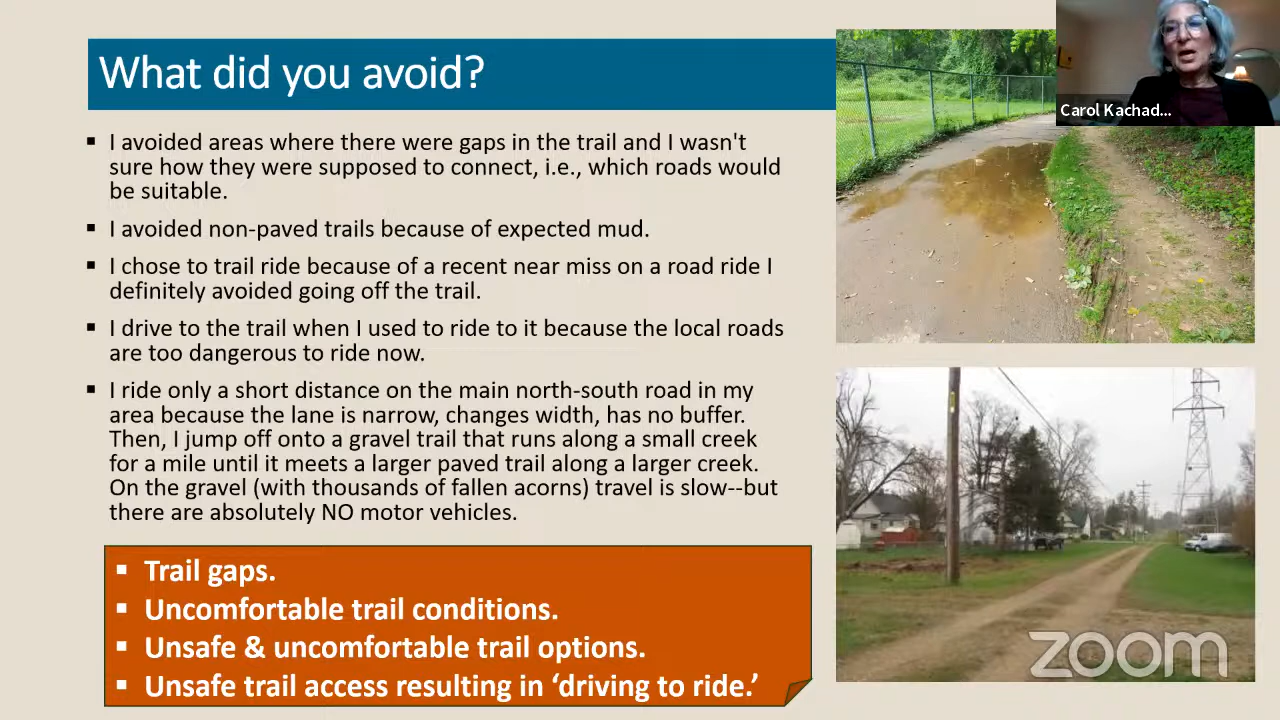 What did you avoid?
Carol Kachad...
▪ I avoided areas where there were gaps in the trail and I wasn't
sure how they were supposed to connect, i.e., which roads would
be suitable.
▪ I avoided non-paved trails because of expected mud.
▪ I chose to trail ride because of a recent near miss on a road ride I
definitely avoided going off the trail.
▪ I drive to the trail when I used to ride to it because the local roads
are too dangerous to ride now.
▪ I ride only a short distance on the main north-south road in my
area because the lane is narrow, changes width, has no buffer.
Then, I jump off onto a gravel trail that runs along a small creek
for a mile until it meets a larger paved trail along a larger creek.
On the gravel (with thousands of fallen acorns) travel is slow--but
there are absolutely NO motor vehicles.
▪ Trail gaps.
▪ Uncomfortable trail conditions.
▪ Unsafe & uncomfortable trail options.
▪ Unsafe trail access resulting in ‘driving to ride.’
zoom